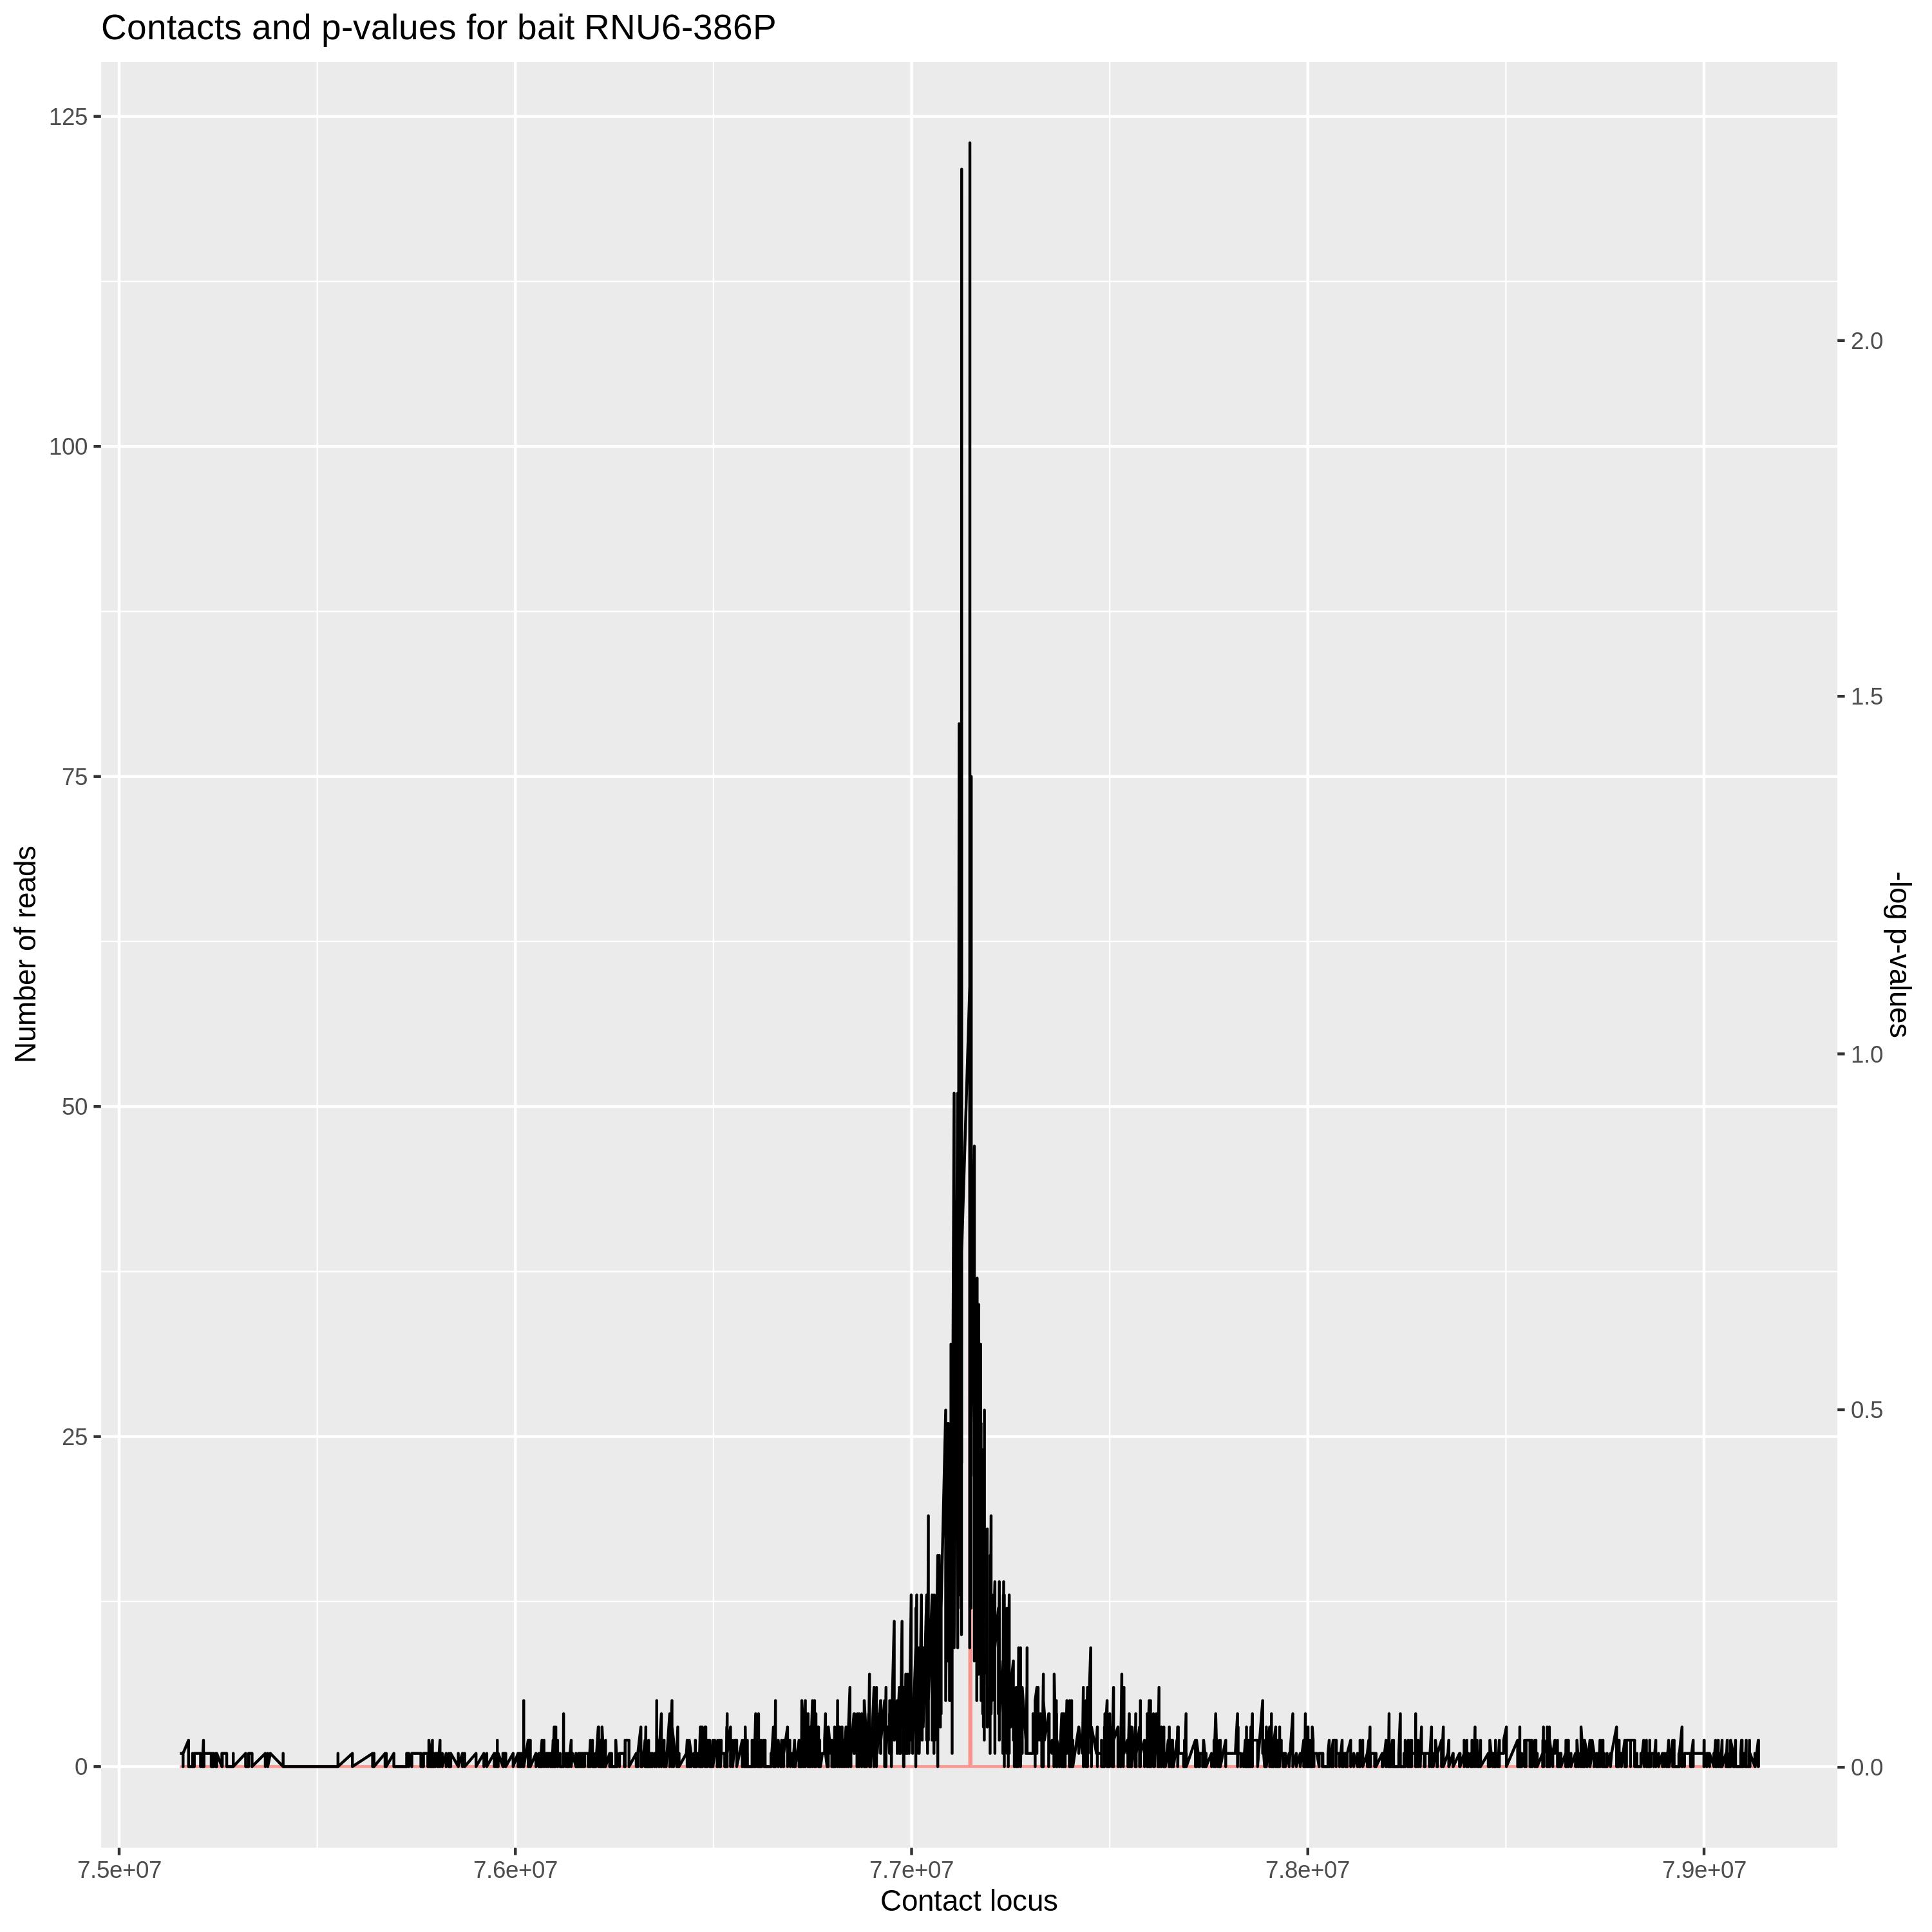 Contacts and p-values for bait RNU6-386P
125
100
75
50
25
0
Number of reads
2.0
1.5
1.0
0.5
0.0
-log p-values
7.5e+07
7.6e+07
7.7e+07
7.8e+07
7.9e+07
Contact locus